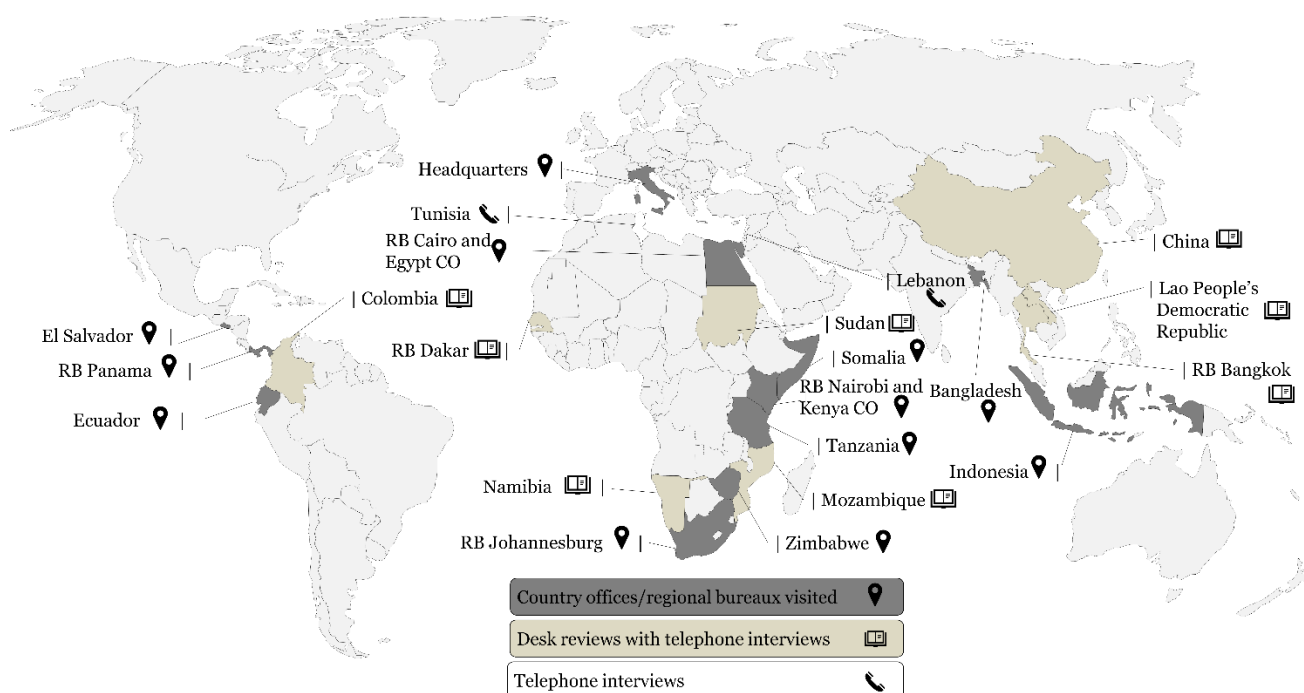 Headquarters
Tunisia
RB Cairo and
Egypt CO
| Colombia
El Salvador
RB Panama
Ecuador
RB Dakar
Namibia
RB Johannesburg
| China
| Lebanon
| Lao People’s
Democratic
Republic
| Sudan
| Somalia
| RB Bangkok
| RB Nairobi and
Kenya CO
Bangladesh
| Tanzania
Indonesia
| Mozambique
| Zimbabwe
Country offices/regional bureaux visited
Desk reviews with telephone interviews
Telephone interviews